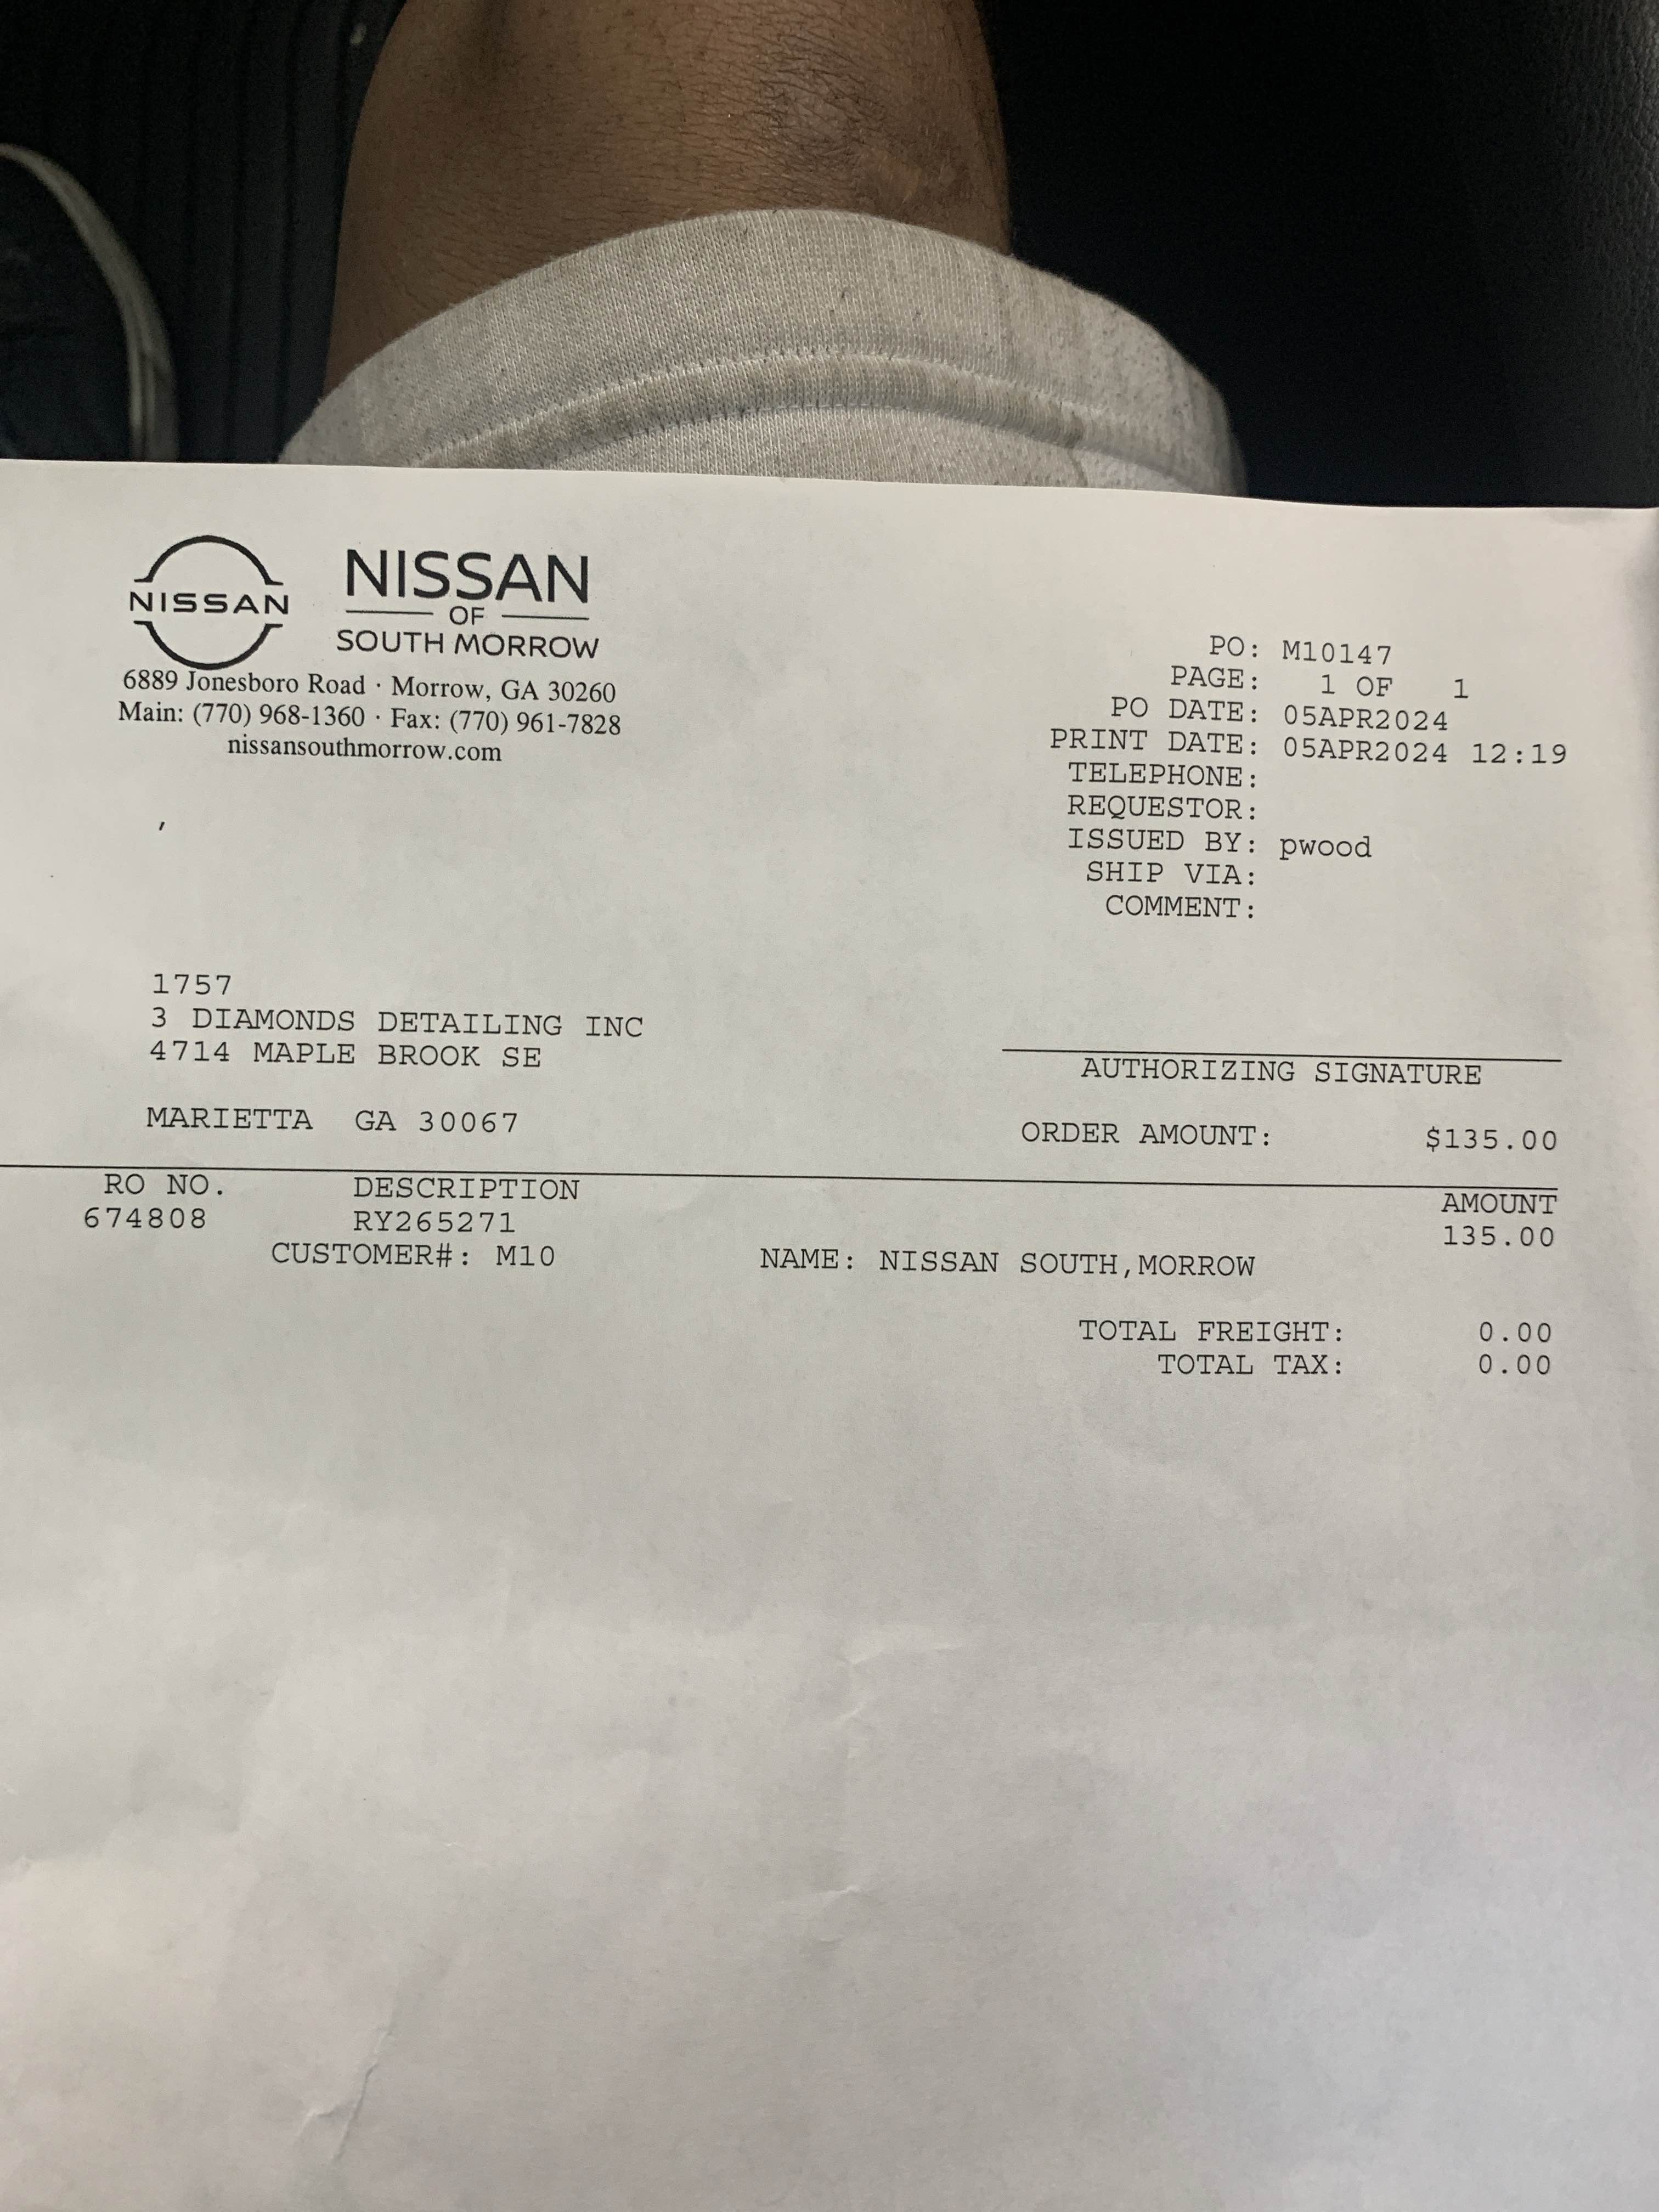 NISSAN
NISSAN
OF
SOUTH MORROW
6889 Jonesboro Road · Morrow, GA 30260
Main: (770) 968-1360 · Fax: (770) 961-7828
nissansouthmorrow.com
PO: M10147
PAGE: 1 OF 1
PO DATE: 05APR2024
PRINT DATE: 05APR2024 12:19
TELEPHONE:
REQUESTOR:
ISSUED BY: pwood
SHIP VIA:
COMMENT:
,
1757
3 DIAMONDS DETAILING INC
4714 MAPLE BROOK SE
MARIETTA GA 30067
AUTHORIZING SIGNATURE
ORDER AMOUNT: $135.00
RO NO. DESCRIPTION AMOUNT
674808 RY265271 135.00
CUSTOMER#: M10 NAME: NISSAN SOUTH,MORROW
TOTAL FREIGHT: 0.00
TOTAL TAX: 0.00